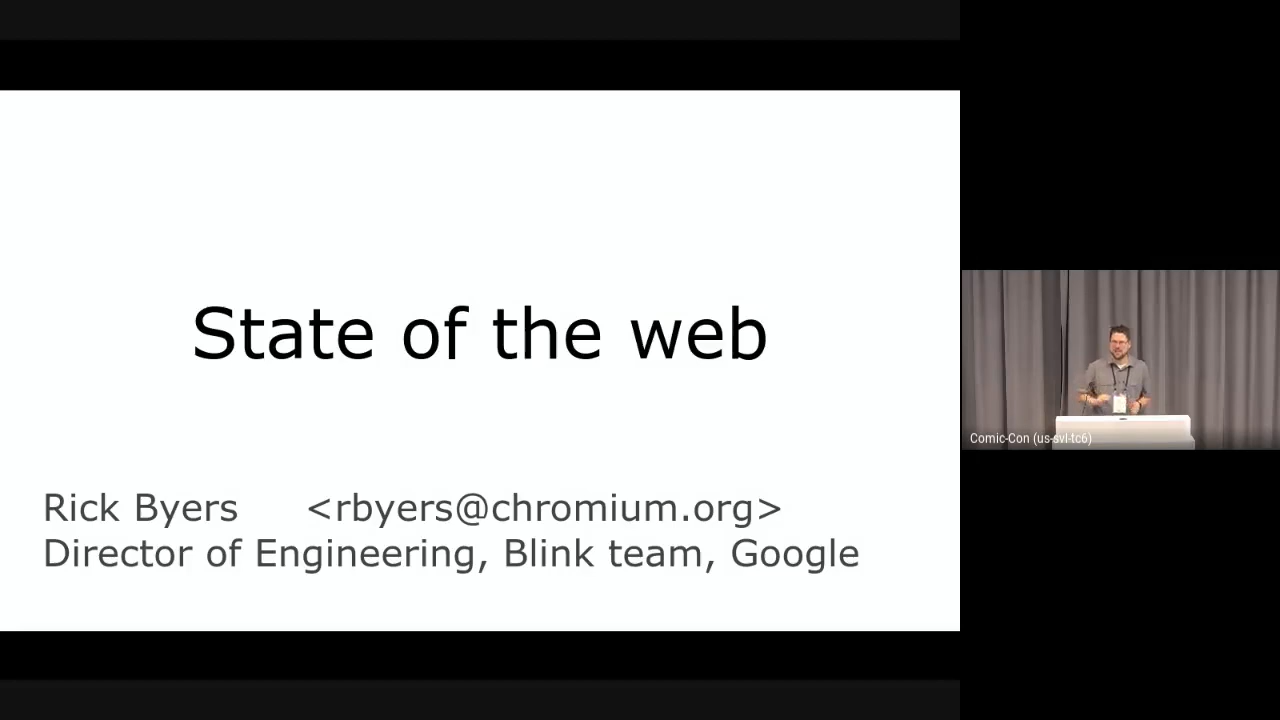 State of the web
Rick Byers <rbyers@chromium.org>
Director of Engineering, Blink team, Google
Comic-Con (us-svl-tc6)